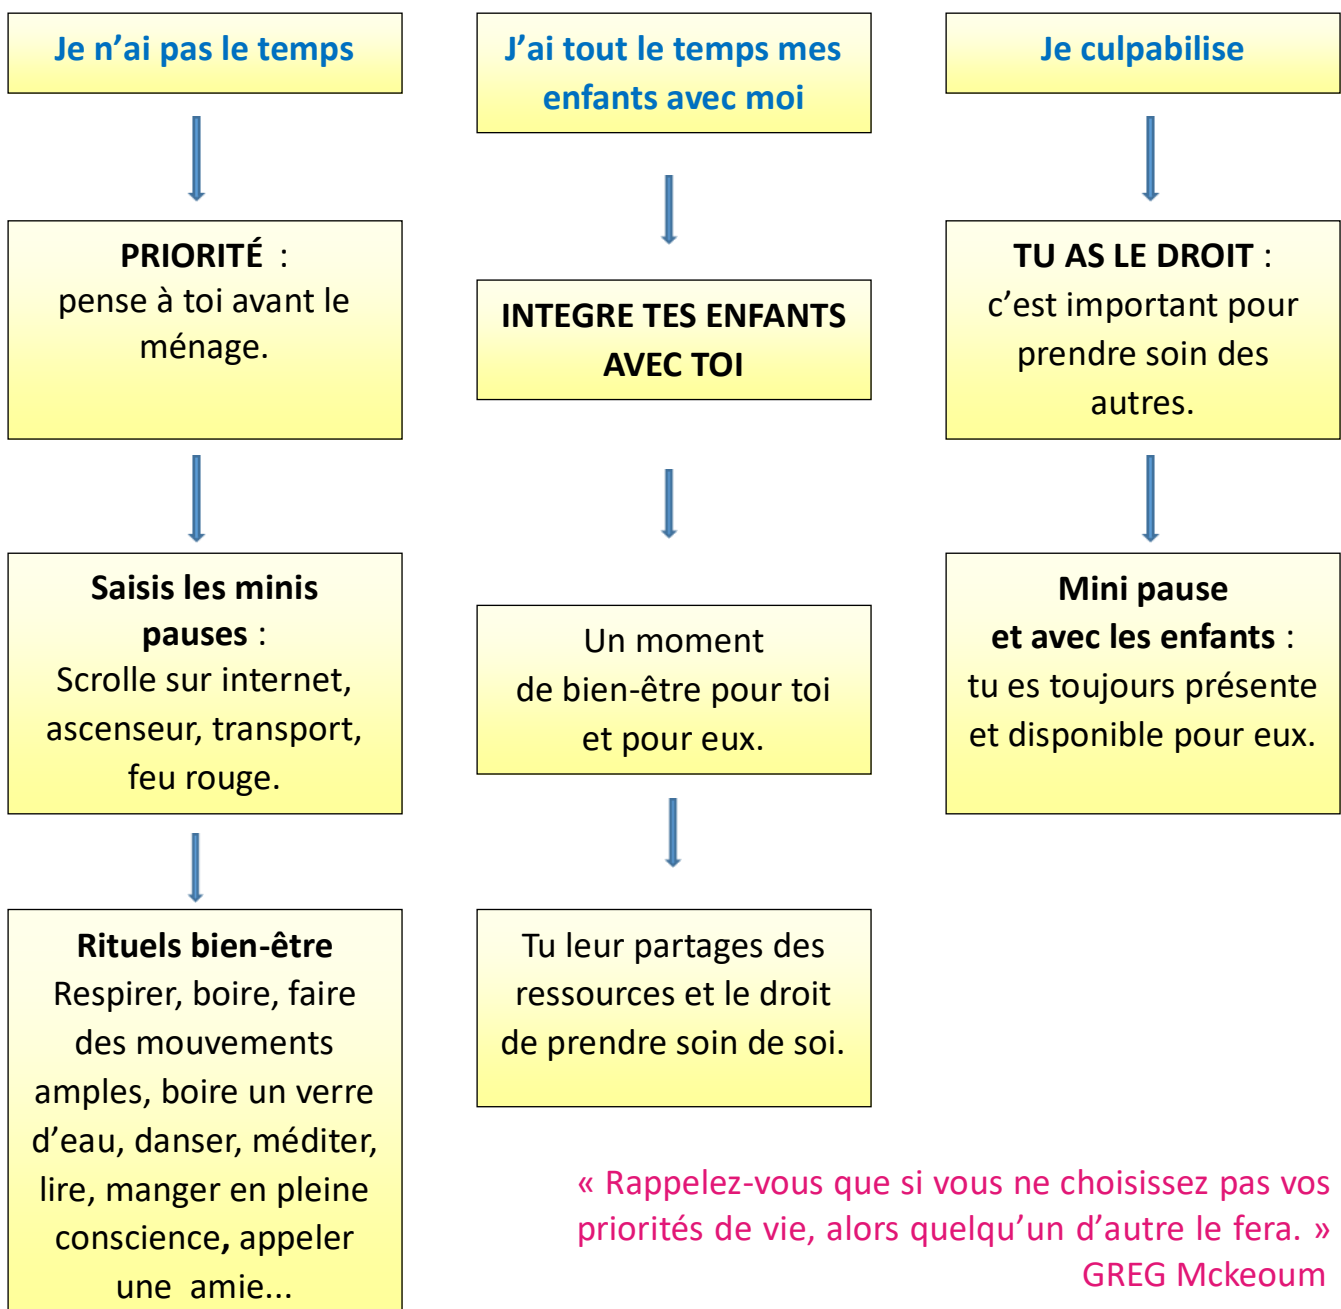 Je n’ai pas le temps
PRIORITÉ :
pense à toi avant le
ménage.
Saisis les minis
pauses :
Scrolle sur internet,
ascenseur, transport,
feu rouge.
Rituels bien-être
Respirer, boire, faire
des mouvements
amples, boire un verre
d’eau, danser, méditer,
lire, manger en pleine
conscience, appeler
une amie...
J’ai tout le temps mes
enfants avec moi
INTEGRE TES ENFANTS
AVEC TOI
Un moment
de bien-être pour toi
et pour eux.
Tu leur partages des
ressources et le droit
de prendre soin de soi.
Je culpabilise
TU AS LE DROIT :
c’est important pour
prendre soin des
autres.
Mini pause
et avec les enfants :
tu es toujours présente
et disponible pour eux.
« Rappelez-vous que si vous ne choisissez pas vos
priorités de vie, alors quelqu’un d’autre le fera. »
GREG Mckeoum